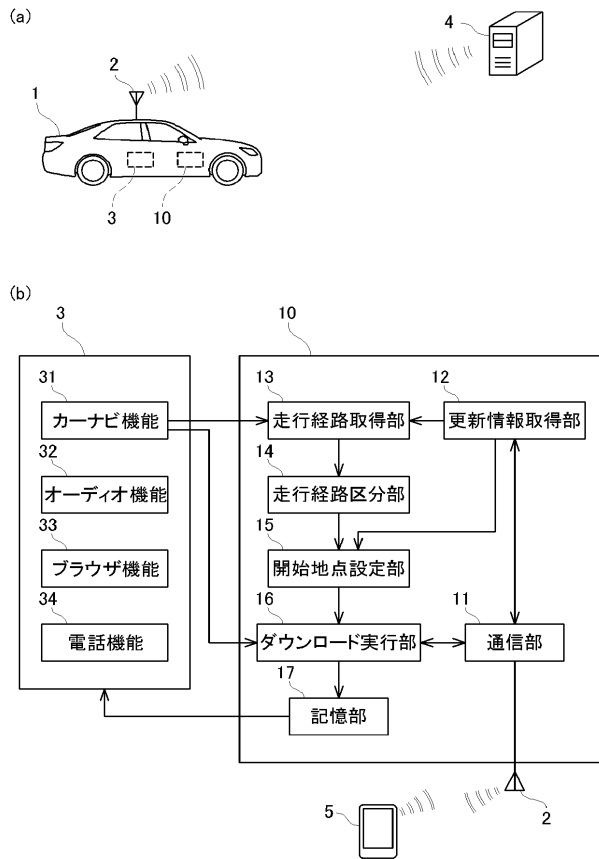 (a)
2
4
1
3
10
(b)
3
10
31
カーナビ機能
13
走行経路取得部
12
更新情報取得部
32
オーディオ機能
14
走行経路区分部
33
ブラウザ機能
15
開始地点設定部
34
電話機能
16
ダウンロード実行部
11
通信部
17
記憶部
5
2